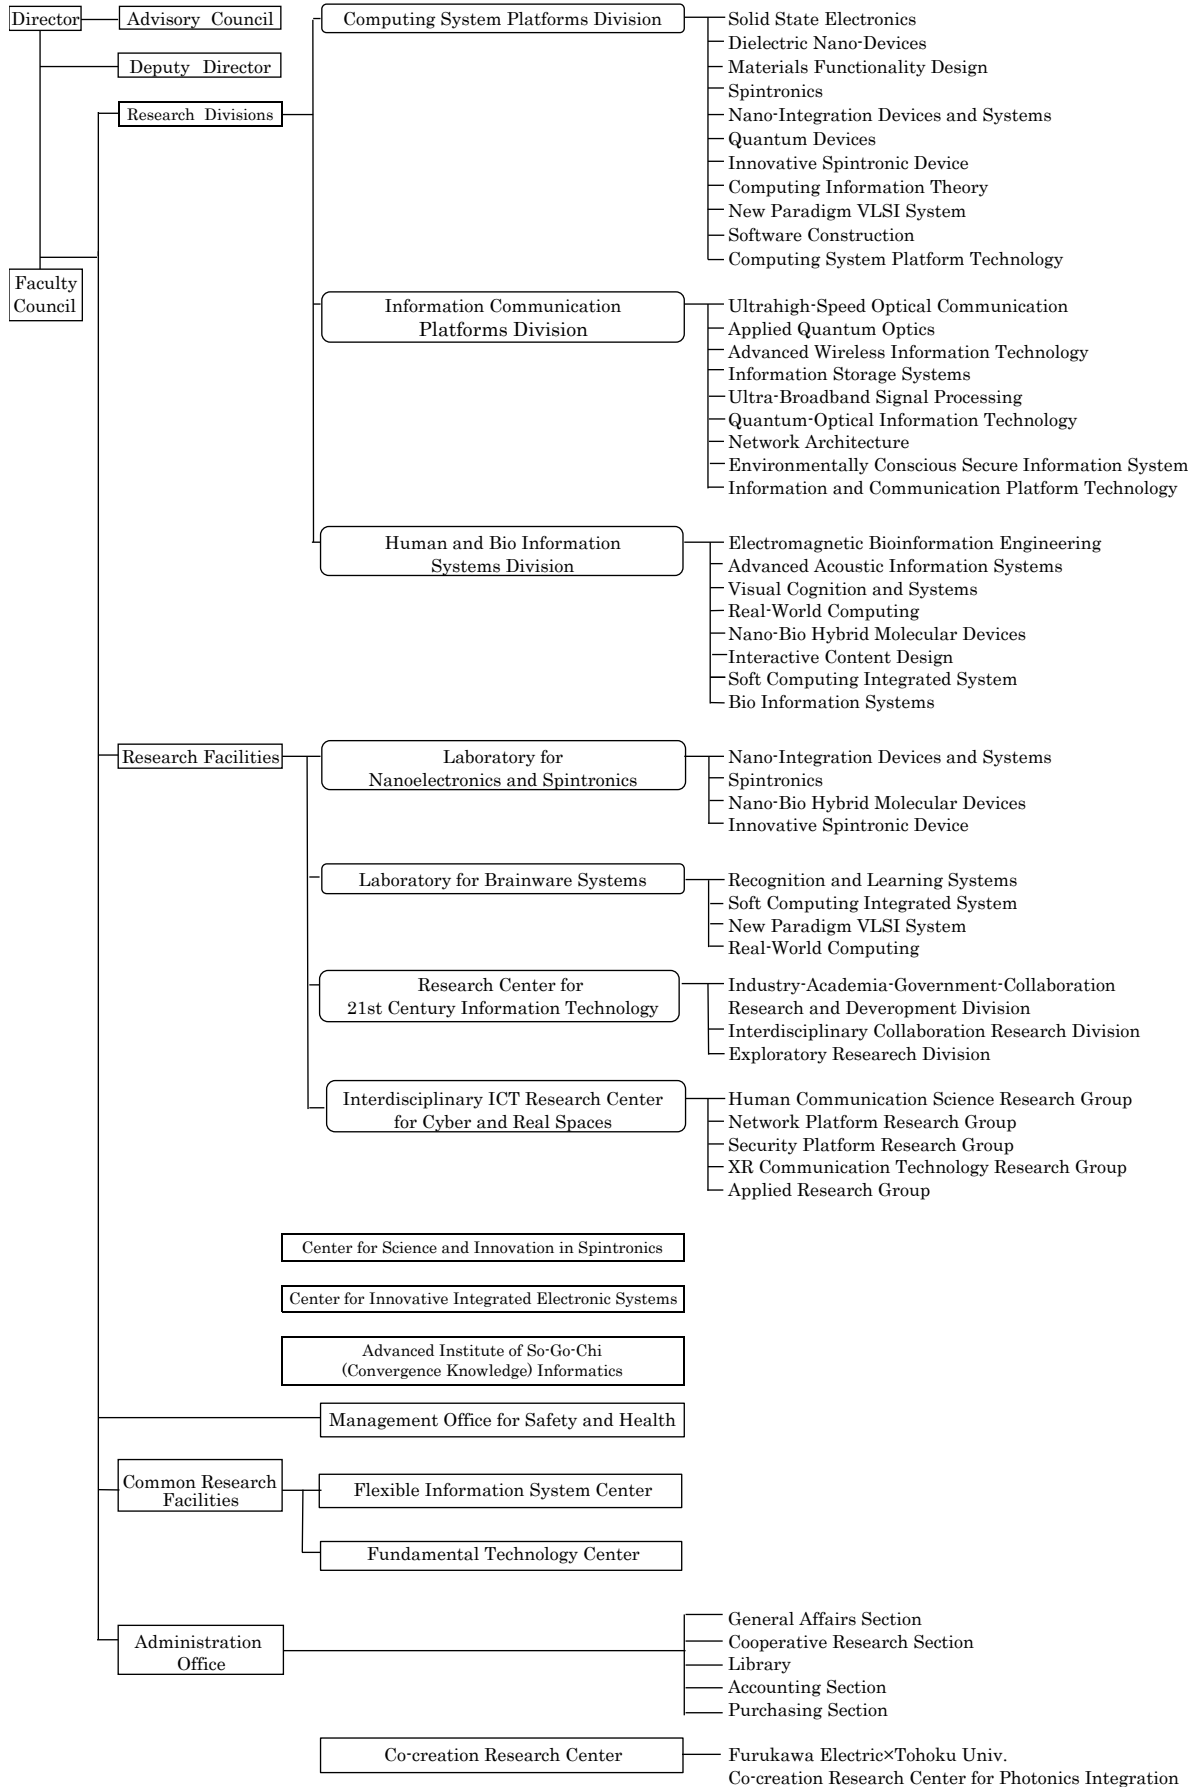 Director
Advisory Council
Deputy Director
Research Divisions
Faculty
Council
Computing System Platforms Division
Solid State Electronics
Dielectric Nano-Devices
Materials Functionality Design
Spintronics
Nano-Integration Devices and Systems
Quantum Devices
Innovative Spintronic Device
Computing Information Theory
New Paradigm VLSI System
Software Construction
Computing System Platform Technology
Information Communication
Platforms Division
Ultrahigh-Speed Optical Communication
Applied Quantum Optics
Advanced Wireless Information Technology
Information Storage Systems
Ultra-Broadband Signal Processing
Quantum-Optical Information Technology
Network Architecture
Environmentally Conscious Secure Information System
Information and Communication Platform Technology
Human and Bio Information
Systems Division
Electromagnetic Bioinformation Engineering
Advanced Acoustic Information Systems
Visual Cognition and Systems
Real-World Computing
Nano-Bio Hybrid Molecular Devices
Interactive Content Design
Soft Computing Integrated System
Bio Information Systems
Research Facilities
Laboratory for
Nanoelectronics and Spintronics
Nano-Integration Devices and Systems
Spintronics
Nano-Bio Hybrid Molecular Devices
Innovative Spintronic Device
Laboratory for Brainware Systems
Recognition and Learning Systems
Soft Computing Integrated System
New Paradigm VLSI System
Real-World Computing
Research Center for
21st Century Information Technology
Industry-Academia-Government-Collaboration
Research and Deveropment Division
Interdisciplinary Collaboration Research Division
Exploratory Researech Division
Interdisciplinary ICT Research Center
for Cyber and Real Spaces
Human Communication Science Research Group
Network Platform Research Group
Security Platform Research Group
XR Communication Technology Research Group
Applied Research Group
Center for Science and Innovation in Spintronics
Center for Innovative Integrated Electronic Systems
Advanced Institute of So-Go-Chi
(Convergence Knowledge) Informatics
Management Office for Safety and Health
Common Research
Facilities
Flexible Information System Center
Fundamental Technology Center
Administration
Office
General Affairs Section
Cooperative Research Section
Library
Accounting Section
Purchasing Section
Co-creation Research Center
Furukawa Electric×Tohoku Univ.
Co-creation Research Center for Photonics Integration